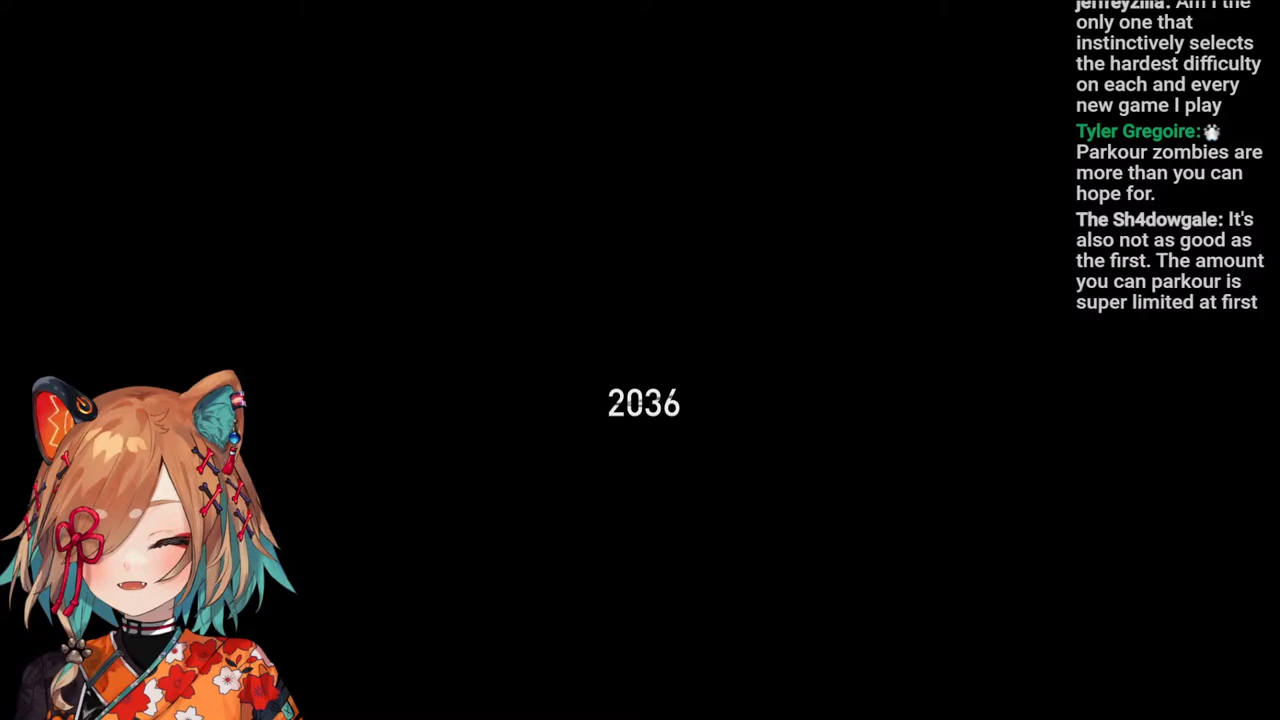 jeffreyzilla: Am I the
only one that
instinctively selects
the hardest difficulty
on each and every
new game I play
Tyler Gregoire:
Parkour zombies are
more than you can
hope for.
The Sh4dowgale: It's
also not as good as
the first. The amount
you can parkour is
super limited at first
2036